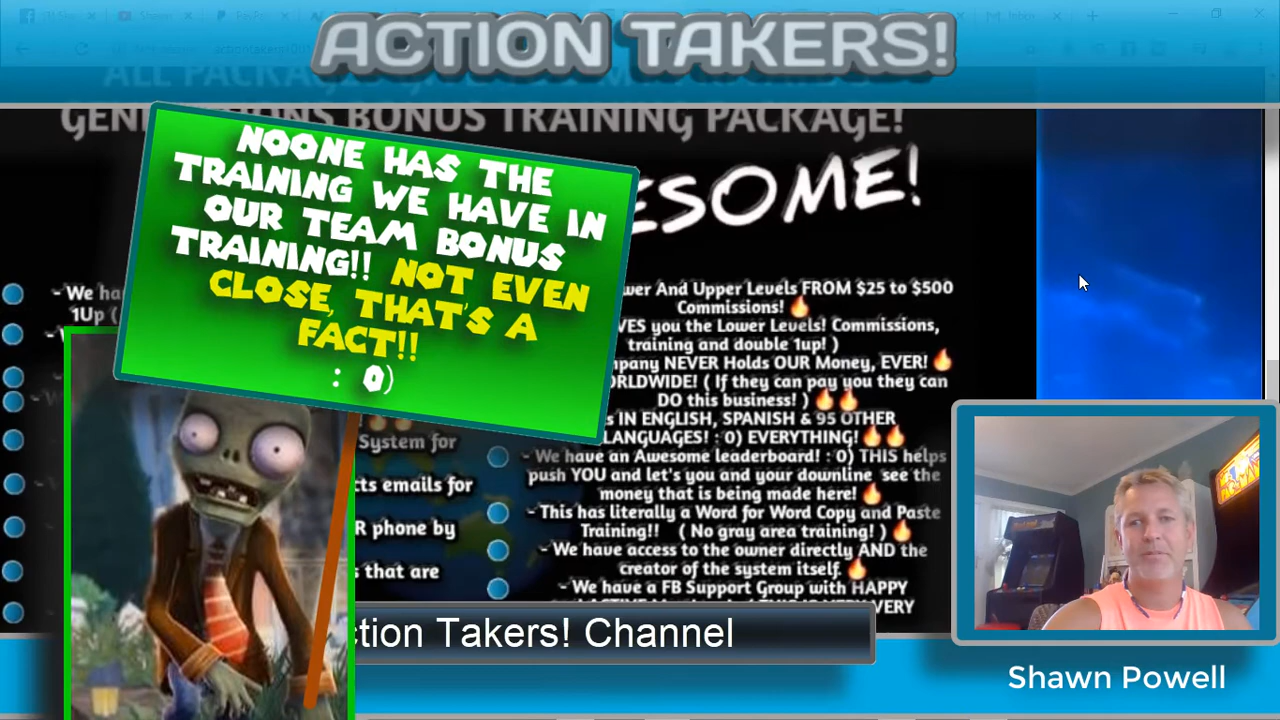 ACTION TAKERS!
GENERATIONS BONUS TRAINING PACKAGE!
NOONE HAS THE
TRAINING WE HAVE IN
OUR TEAM BONUS
TRAINING!! NOT EVEN
CLOSE, THAT'S A
FACT!!
: 0)
ESOME!
- We ha
1Up (
System for
cts emails for
R phone by
s that are
wer And Upper Levels FROM $25 to $500
Commissions!
VES you the Lower Levels! Commissions,
training and double 1up! )
mpany NEVER Holds OUR Money, EVER!
ORLDWIDE! ( If they can pay you they can
DO this business! )
s IN ENGLISH, SPANISH & 95 OTHER
LANGUAGES! : 0) EVERYTHING!
- We have an Awesome leaderboard! : 0) THIS helps
push YOU and let's you and your downline see the
money that is being made here!
- This has literally a Word for Word Copy and Paste
Training!! ( No gray area training! )
- We have access to the owner directly AND the
creator of the system itself.
- We have a FB Support Group with HAPPY
ction Takers! Channel
Shawn Powell